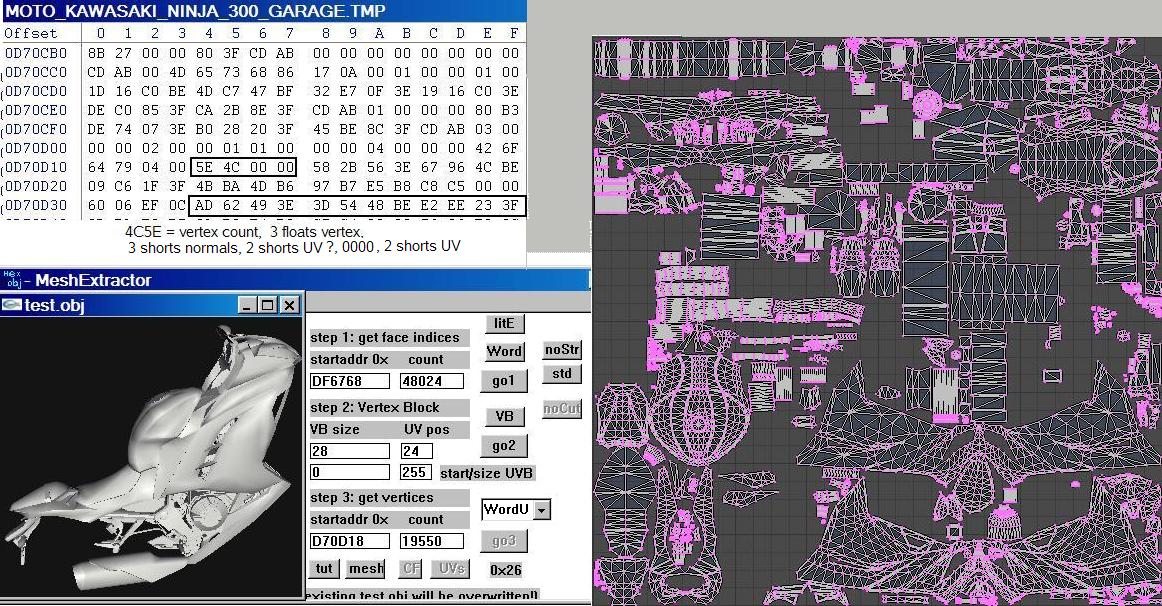 MOTO_KAWASAKI_NINJA_300_GARAGE.TMP
Offset 0 1 2 3 4 5 6 7 8 9 A B C D E F
0D70CB0 8B 27 00 00 80 3F CD AB 00 00 00 00 00 00 00 00
0D70CC0 CD AB 00 4D 65 73 68 86 17 0A 00 01 00 00 01 00
0D70CD0 1D 16 C0 BE 4D C7 47 BF 32 E7 0F 3E 19 16 C0 3E
0D70CE0 DE C0 85 3F CA 2B 8E 3F CD AB 01 00 00 00 80 B3
0D70CF0 DE 74 07 3E B0 28 20 3F 45 BE 8C 3F CD AB 03 00
0D70D00 00 00 02 00 00 01 01 00 00 00 04 00 00 00 42 6F
0D70D10 64 79 04 00 5E 4C 00 00 58 2B 56 3E 67 96 4C BE
0D70D20 09 C6 1F 3F 4B BA 4D B6 97 B7 E5 B8 C8 C5 00 00
0D70D30 60 06 EF 0C AD 62 49 3E 3D 54 48 BE E2 EE 23 3F
4C5E = vertex count, 3 floats vertex,
3 shorts normals, 2 shorts UV ?, 0000, 2 shorts UV
Hex obj - MeshExtractor
test.obj
litE
step 1: get face indices
Word noStr
startaddr 0x count
std
DF6768 48024 go1
step 2: Vertex Block
VB noCut
VB size UV pos
28 24 go2
0 255 start/size UVB
step 3: get vertices
WordU
startaddr 0x count
D70D18 19550 go3
tut mesh CF UVs 0x26
existing test.obj will be overwritten!)